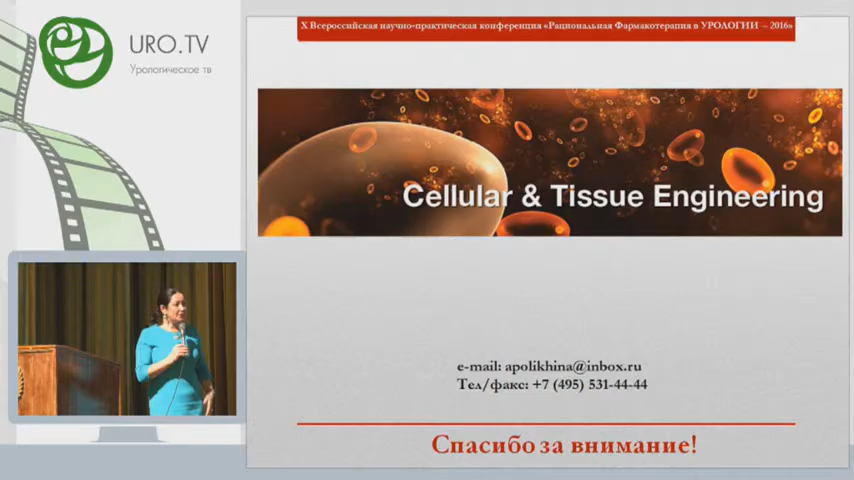 URO.TV
Урологическое тв
X Всероссийская научно-практическая конференция «Рациональная Фармакотерапия в УРОЛОГИИ – 2016»
Cellular & Tissue Engineering
e-mail: apolikhina@inbox.ru
Тел/факс: +7 (495) 531-44-44
Спасибо за внимание!